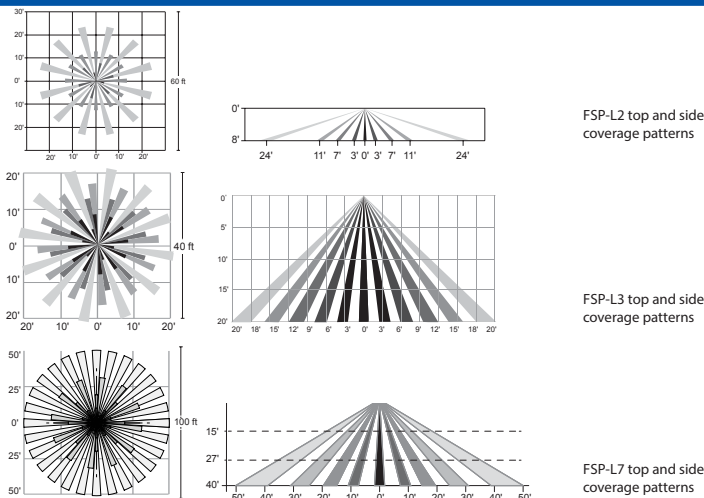 30'
20'
10'
0'
10'
20'
60 ft
20' 10' 0' 10' 20'
0'
8'
24' 11' 7' 3' 0' 3' 7' 11' 24'
FSP-L2 top and side
coverage patterns
20'
10'
0'
10'
20'
40 ft
20' 10' 0' 10' 20'
0'
5'
10'
15'
20'
20' 18' 15' 12' 9' 6' 3' 0' 3' 6' 9' 12' 15' 18' 20'
FSP-L3 top and side
coverage patterns
50'
25'
0'
25'
50'
100 ft
15'
27'
40'
50' 40' 30' 20' 10' 0' 10' 20' 30' 40' 50'
FSP-L7 top and side
coverage patterns